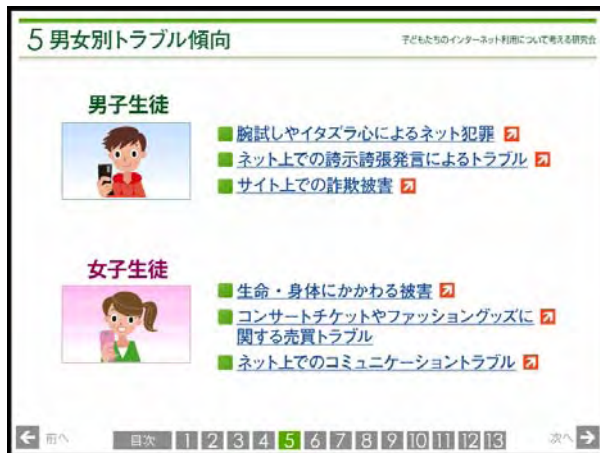 5 男女別トラブル傾向
子どもたちのインターネット利用について考える研究会
男子生徒
腕試しやイタズラ心によるネット犯罪
ネット上での誇示誇張発言によるトラブル
サイト上での詐欺被害
女子生徒
生命・身体にかかわる被害
コンサートチケットやファッショングッズに
関する売買トラブル
ネット上でのコミュニケーショントラブル
前へ 目次 1 2 3 4 5 6 7 8 9 10 11 12 13 次へ